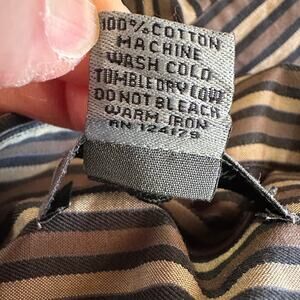 100% COTTON
MACHINE
WASH COLD
TUMBLE DRY LOW
DO NOT BLEACH
WARM IRON
RN 124179